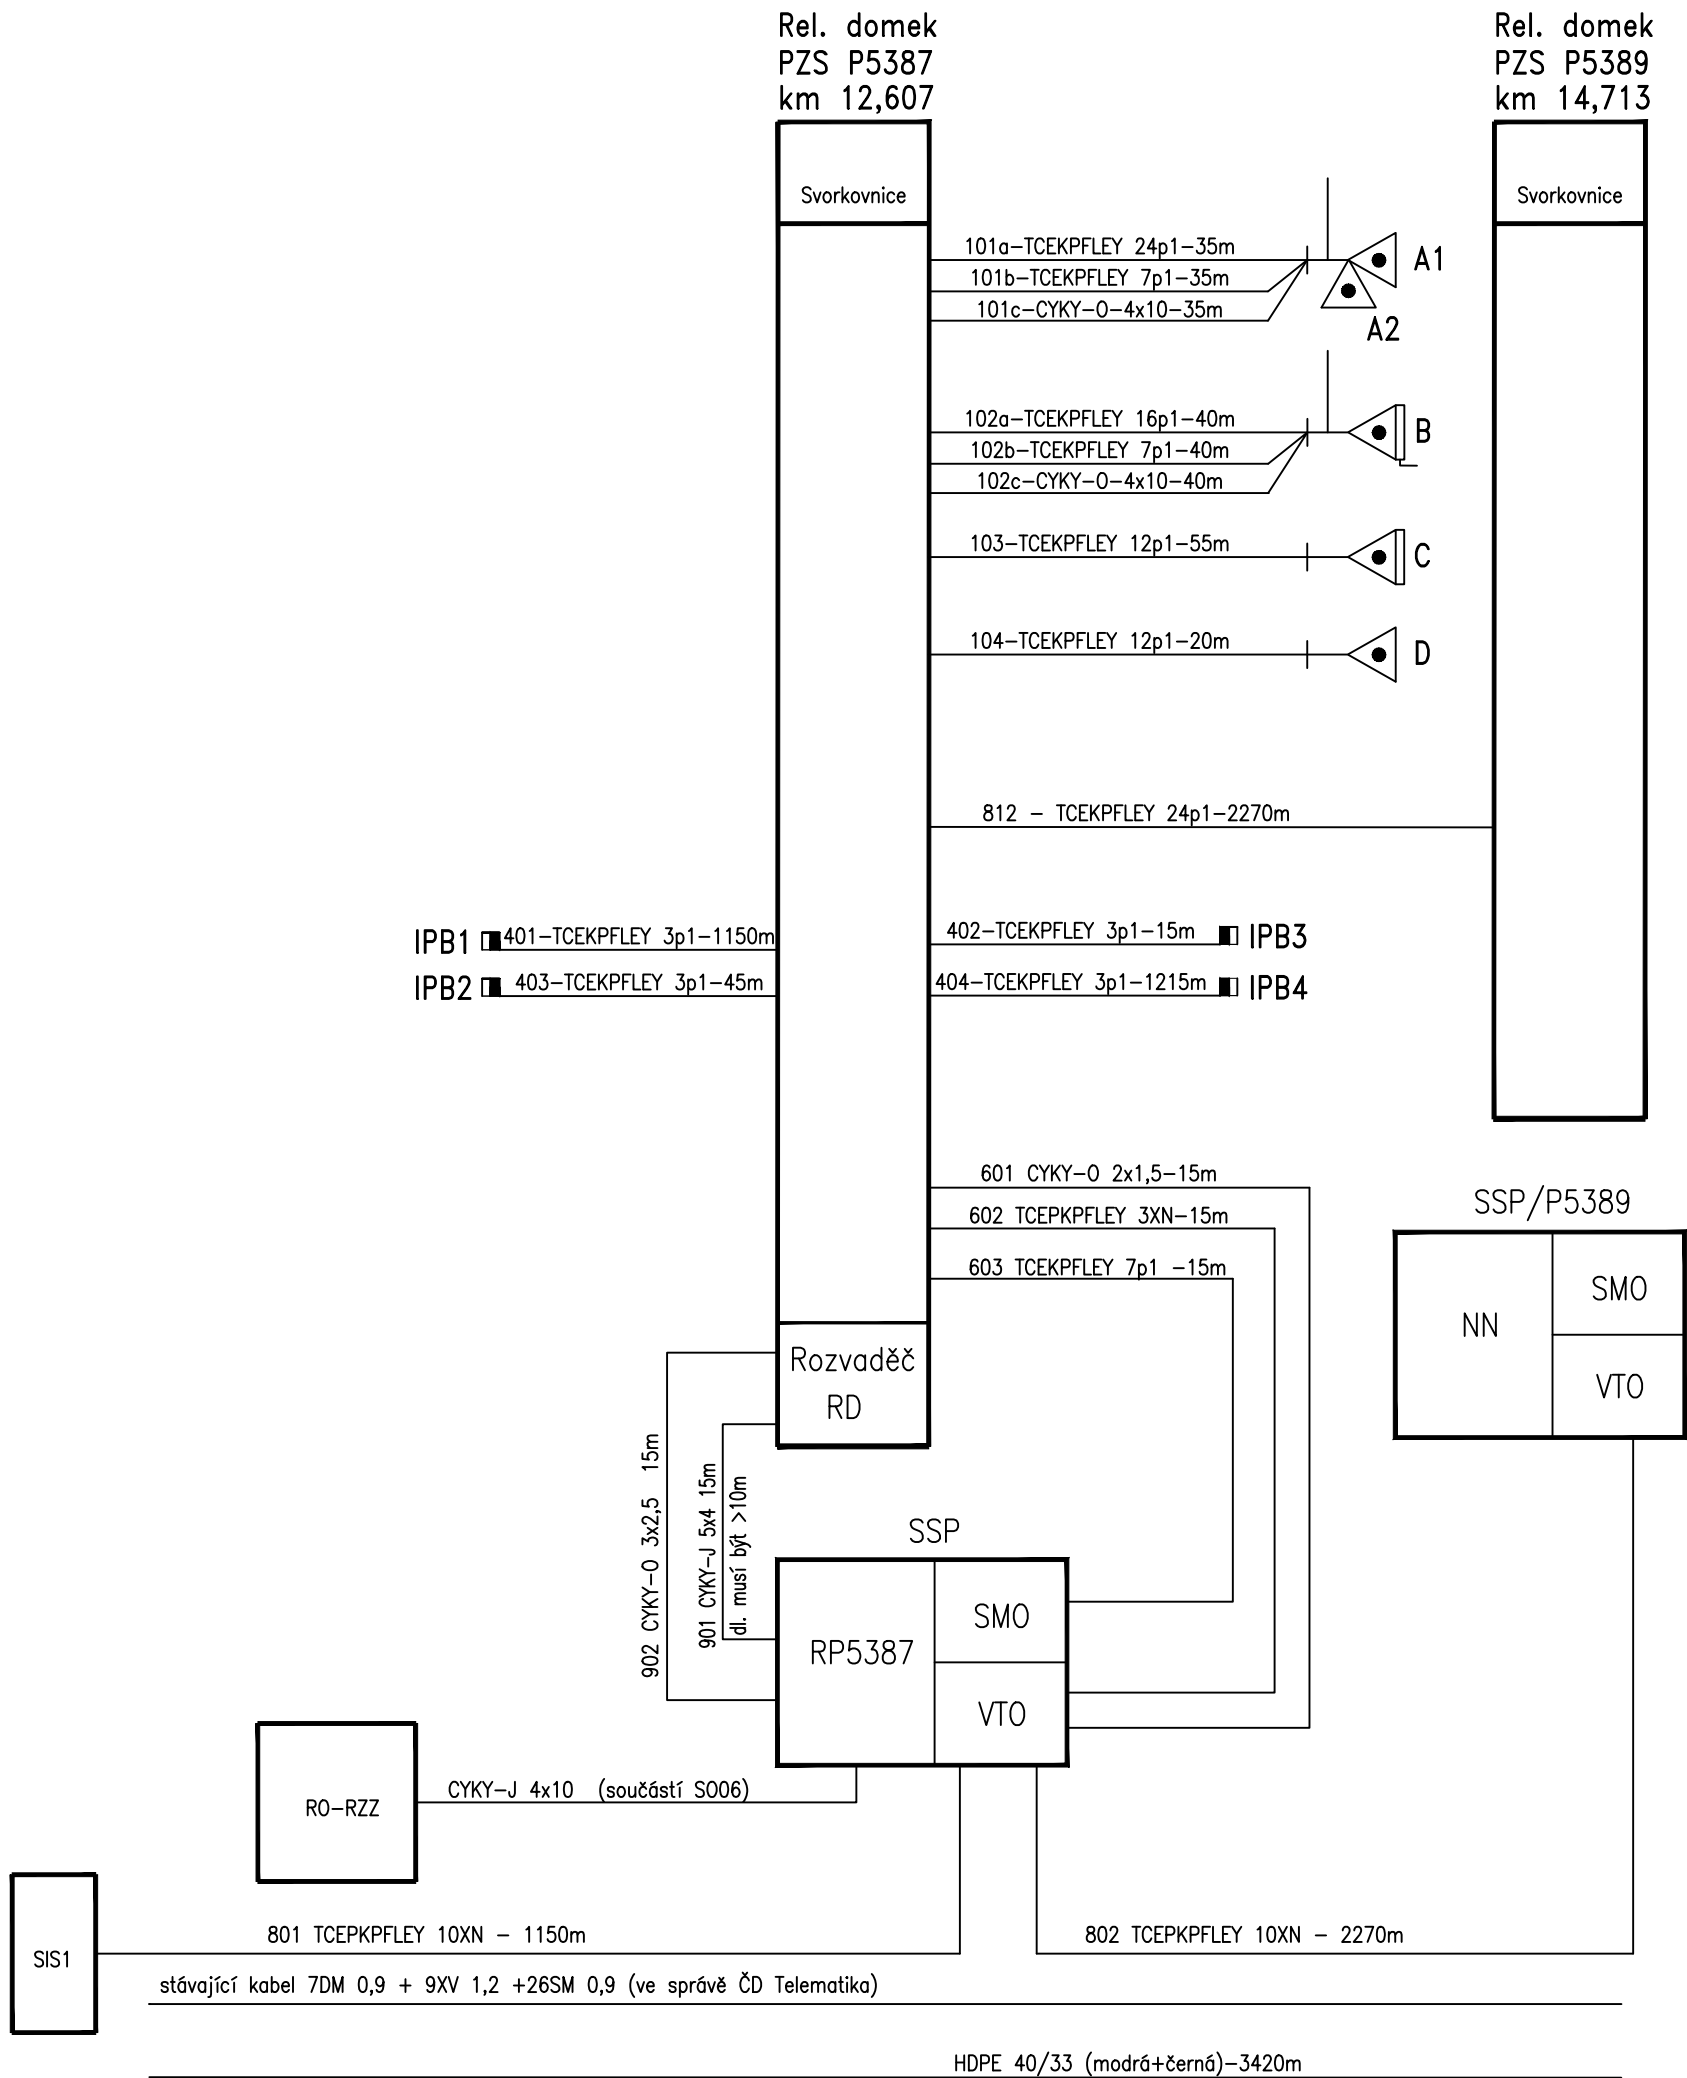 Rel. domek
PZS P5387
km 12,607
Rel. domek
PZS P5389
km 14,713
Svorkovnice
Svorkovnice
101a-TCEKPFLEY 24p1-35m
A1
101b-TCEKPFLEY 7p1-35m
101c-CYKY-O-4x10-35m
A2
102a-TCEKPFLEY 16p1-40m
B
102b-TCEKPFLEY 7p1-40m
102c-CYKY-O-4x10-40m
103-TCEKPFLEY 12p1-55m
C
104-TCEKPFLEY 12p1-20m
D
812 - TCEKPFLEY 24p1-2270m
IPB1
401-TCEKPFLEY 3p1-1150m
402-TCEKPFLEY 3p1-15m
IPB3
IPB2
403-TCEKPFLEY 3p1-45m
404-TCEKPFLEY 3p1-1215m
IPB4
601 CYKY-O 2x1,5-15m
602 TCEPKPFLEY 3XN-15m
603 TCEKPFLEY 7p1 -15m
SSP/P5389
NN
SMO
VTO
Rozvaděč
RD
902 CYKY-O 3x2,5 15m
901 CYKY-J 5x4 15m
dl. musí být >10m
SSP
RP5387
SMO
VTO
RO-RZZ
CYKY-J 4x10 (součástí SO06)
SIS1
801 TCEPKPFLEY 10XN - 1150m
802 TCEPKPFLEY 10XN - 2270m
stávající kabel 7DM 0,9 + 9XV 1,2 +26SM 0,9 (ve správě ČD Telematika)
HDPE 40/33 (modrá+černá)-3420m